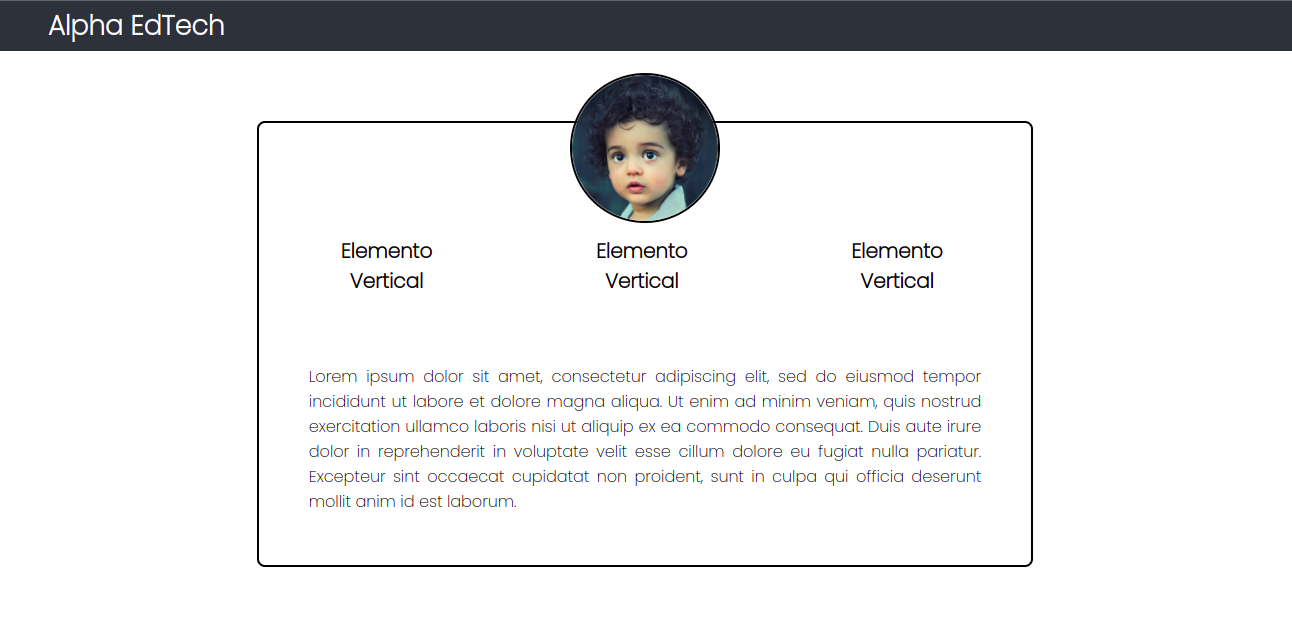 Alpha EdTech
Elemento Elemento Elemento
Vertical Vertical Vertical
Lorem ipsum dolor sit amet, consectetur adipiscing elit, sed do eiusmod tempor
incididunt ut labore et dolore magna aliqua. Ut enim ad minim veniam, quis nostrud
exercitation ullamco laboris nisi ut aliquip ex ea commodo consequat. Duis aute irure
dolor in reprehenderit in voluptate velit esse cillum dolore eu fugiat nulla pariatur.
Excepteur sint occaecat cupidatat non proident, sunt in culpa qui officia deserunt
mollit anim id est laborum.